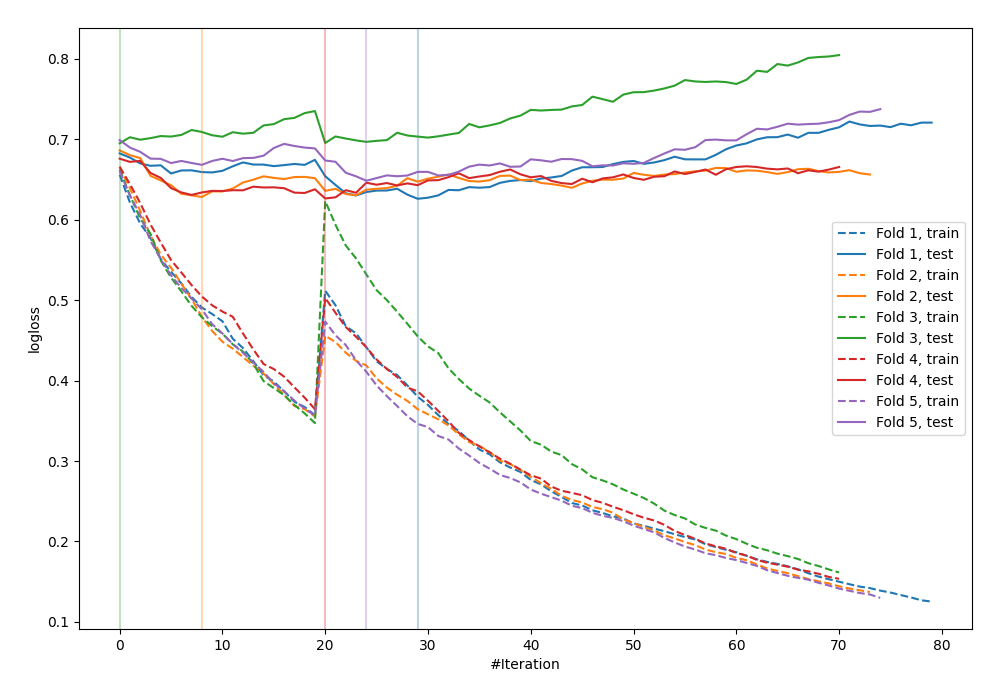 0.8
0.7
0.6
0.5
0.4
0.3
0.2
0.1
logloss
0 10 20 30 40 50 60 70 80
#Iteration
Fold 1, train
Fold 1, test
Fold 2, train
Fold 2, test
Fold 3, train
Fold 3, test
Fold 4, train
Fold 4, test
Fold 5, train
Fold 5, test